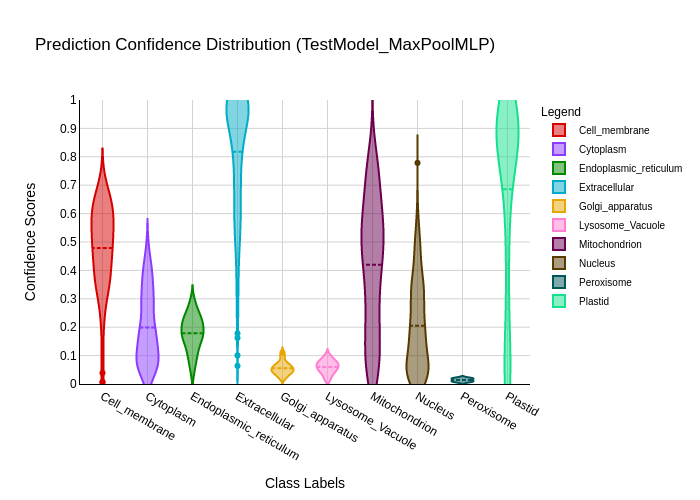 Prediction Confidence Distribution (TestModel_MaxPoolMLP)
Confidence Scores
1
0.9
0.8
0.7
0.6
0.5
0.4
0.3
0.2
0.1
0
Cell_membrane
Cytoplasm
Endoplasmic_reticulum
Extracellular
Golgi_apparatus
Lysosome_Vacuole
Mitochondrion
Nucleus
Peroxisome
Plastid
Class Labels
Legend
Cell_membrane
Cytoplasm
Endoplasmic_reticulum
Extracellular
Golgi_apparatus
Lysosome_Vacuole
Mitochondrion
Nucleus
Peroxisome
Plastid